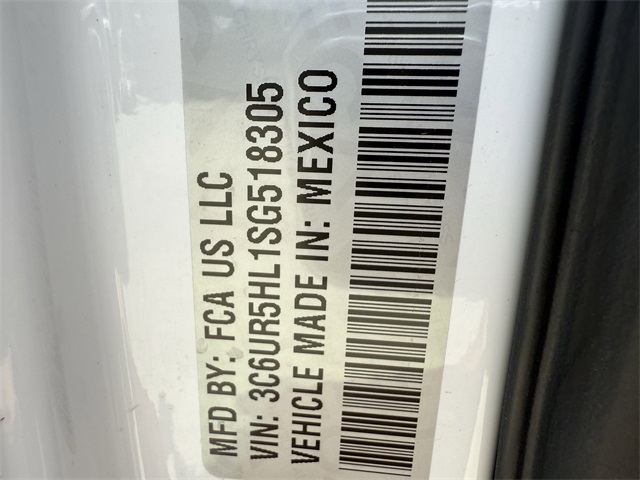 MFD BY: FCA US LLC
VIN: 3C6UR5HL1SG518305
VEHICLE MADE IN: MEXICO